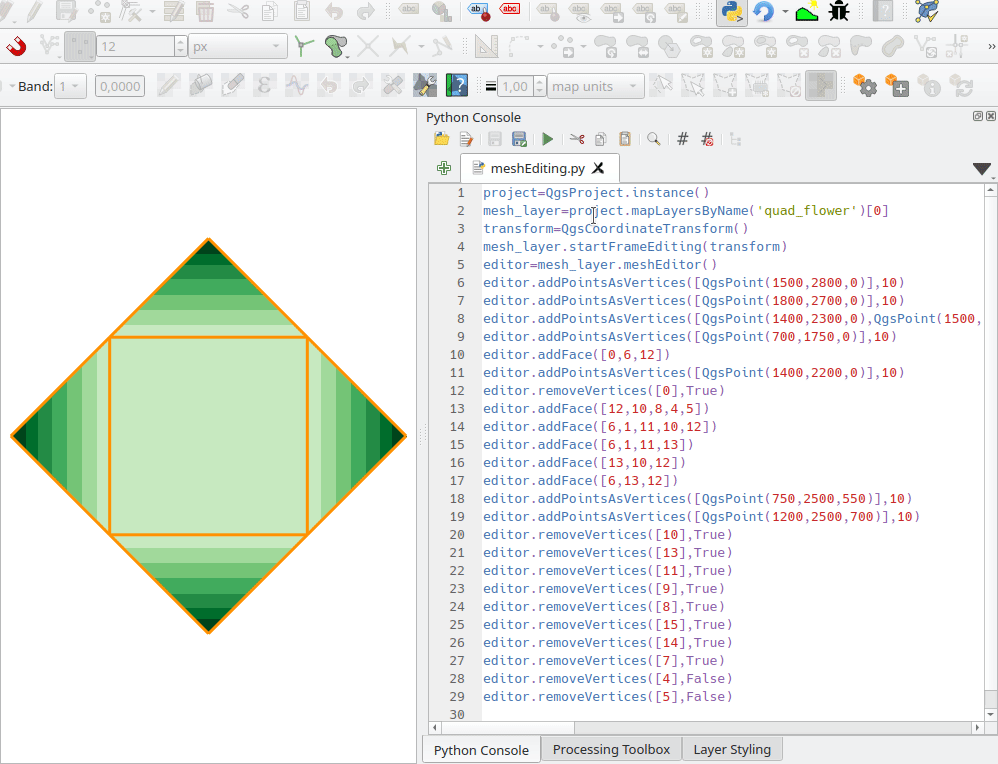 abc abc abc ab ab
12 px »
Band: 1 0,0000 1,00 map units
Python Console
meshEditing.py
1 project=QgsProject.instance()
2 mesh_layer=project.mapLayersByName('quad_flower')[0]
3 transform=QgsCoordinateTransform()
4 mesh_layer.startFrameEditing(transform)
5 editor=mesh_layer.meshEditor()
6 editor.addPointsAsVertices([QgsPoint(1500,2800,0)],10)
7 editor.addPointsAsVertices([QgsPoint(1800,2700,0)],10)
8 editor.addPointsAsVertices([QgsPoint(1400,2300,0),QgsPoint(1500,
9 editor.addPointsAsVertices([QgsPoint(700,1750,0)],10)
10 editor.addFace([0,6,12])
11 editor.addPointsAsVertices([QgsPoint(1400,2200,0)],10)
12 editor.removeVertices([0],True)
13 editor.addFace([12,10,8,4,5])
14 editor.addFace([6,1,11,10,12])
15 editor.addFace([6,1,11,13])
16 editor.addFace([13,10,12])
17 editor.addFace([6,13,12])
18 editor.addPointsAsVertices([QgsPoint(750,2500,550)],10)
19 editor.addPointsAsVertices([QgsPoint(1200,2500,700)],10)
20 editor.removeVertices([10],True)
21 editor.removeVertices([13],True)
22 editor.removeVertices([11],True)
23 editor.removeVertices([9],True)
24 editor.removeVertices([8],True)
25 editor.removeVertices([15],True)
26 editor.removeVertices([14],True)
27 editor.removeVertices([7],True)
28 editor.removeVertices([4],False)
29 editor.removeVertices([5],False)
30
Python Console Processing Toolbox Layer Styling